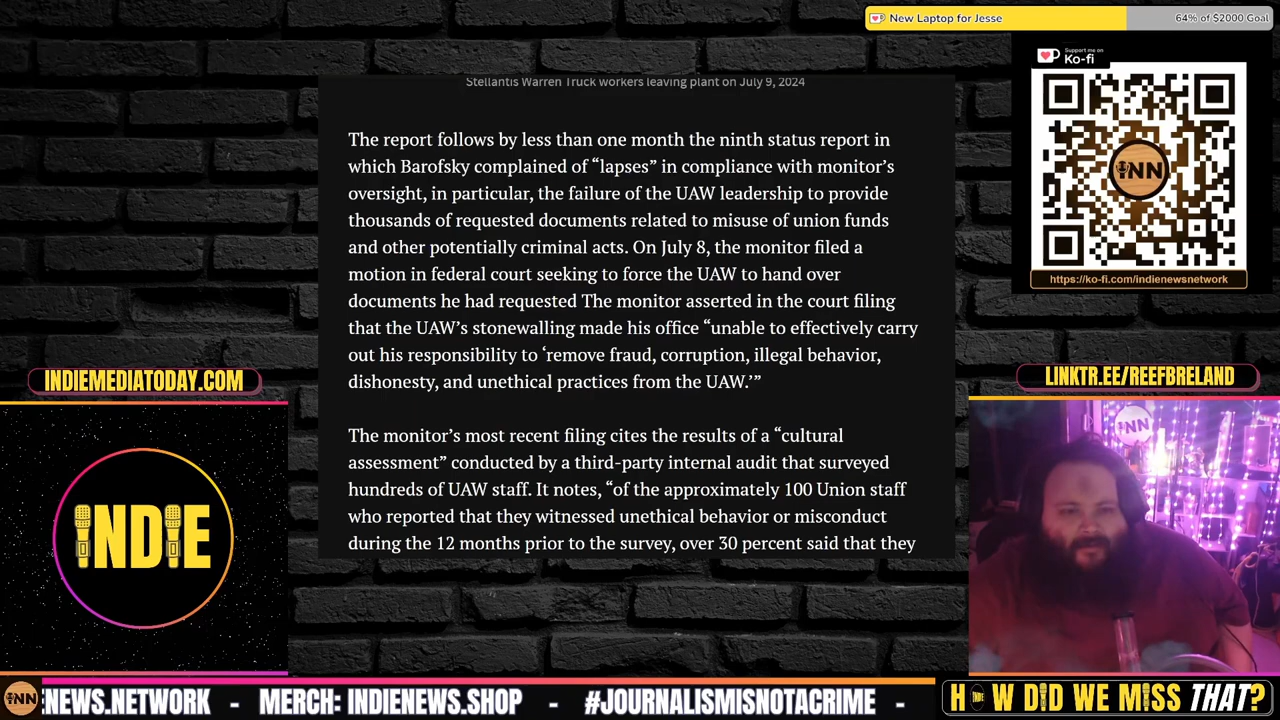 New Laptop for Jesse
64% of $2000 Goal
Support me on
Ko-fi
INN
https://ko-fi.com/indienewsnetwork
Stellantis Warren Truck workers leaving plant on July 9, 2024
The report follows by less than one month the ninth status report in
which Barofsky complained of “lapses” in compliance with monitor’s
oversight, in particular, the failure of the UAW leadership to provide
thousands of requested documents related to misuse of union funds
and other potentially criminal acts. On July 8, the monitor filed a
motion in federal court seeking to force the UAW to hand over
documents he had requested The monitor asserted in the court filing
that the UAW’s stonewalling made his office “unable to effectively carry
out his responsibility to ‘remove fraud, corruption, illegal behavior,
dishonesty, and unethical practices from the UAW.’”
The monitor’s most recent filing cites the results of a “cultural
assessment” conducted by a third-party internal audit that surveyed
hundreds of UAW staff. It notes, “of the approximately 100 Union staff
who reported that they witnessed unethical behavior or misconduct
during the 12 months prior to the survey, over 30 percent said that they
INDIEMEDIATODAY.COM
INDIE
LINKTR.EE/REEFBRELAND
INN
INN
ENEWS.NETWORK - MERCH: INDIENEWS.SHOP - #JOURNALISMISNOTACRIME -
HOW DID WE MISS THAT?